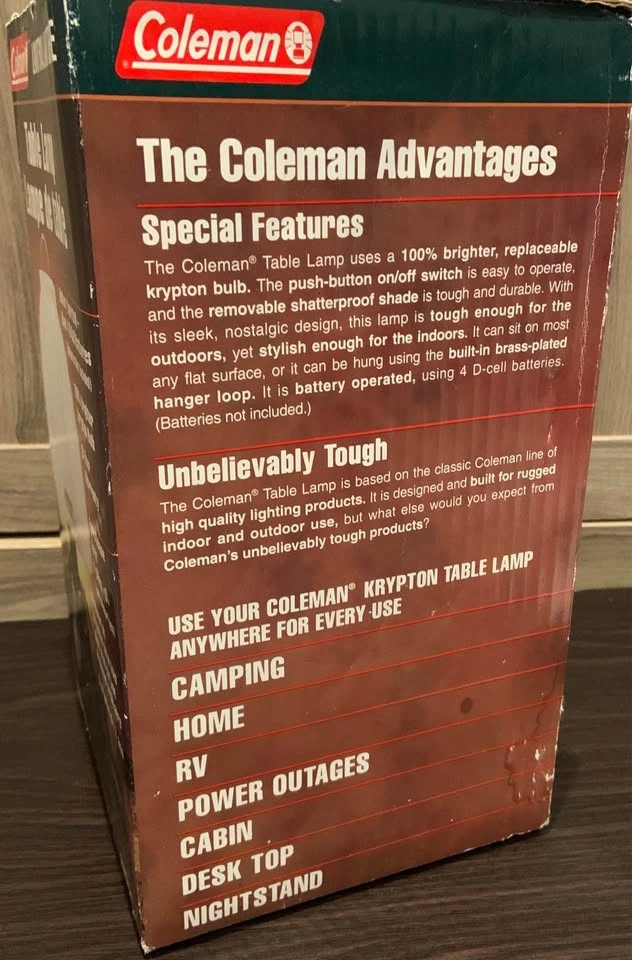 Coleman
The Coleman Advantages
Special Features
The Coleman® Table Lamp uses a 100% brighter, replaceable
krypton bulb. The push-button on/off switch is easy to operate,
and the removable shatterproof shade is tough and durable. With
its sleek, nostalgic design, this lamp is tough enough for the
outdoors, yet stylish enough for the indoors. It can sit on most
any flat surface, or it can be hung using the built-in brass-plated
hanger loop. It is battery operated, using 4 D-cell batteries.
(Batteries not included.)
Unbelievably Tough
The Coleman® Table Lamp is based on the classic Coleman line of
high quality lighting products. It is designed and built for rugged
indoor and outdoor use, but what else would you expect from
Coleman's unbelievably tough products?
USE YOUR COLEMAN® KRYPTON TABLE LAMP
ANYWHERE FOR EVERY-USE
CAMPING
HOME
RV
POWER OUTAGES
CABIN
DESK TOP
NIGHTSTAND